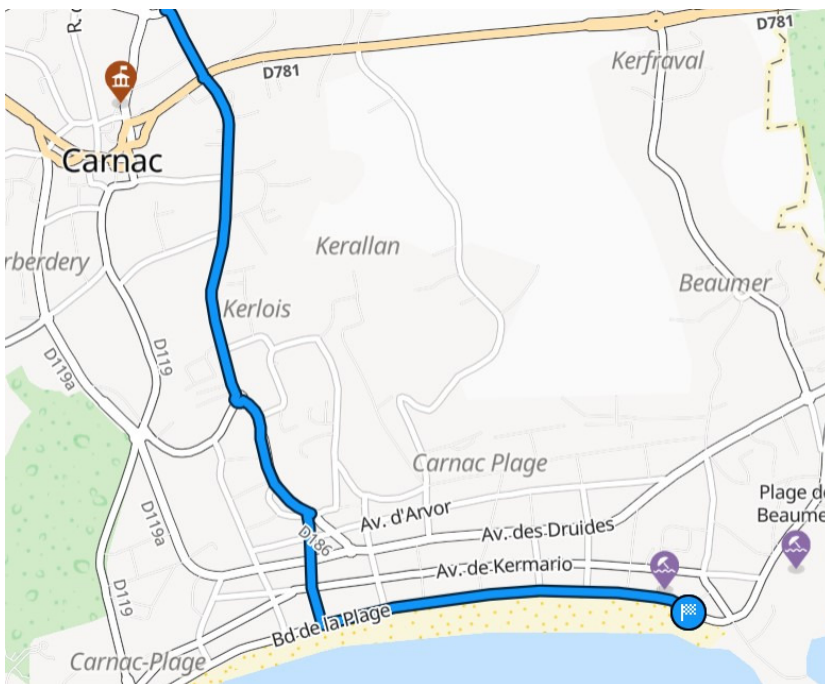 R.
D781
D781
Kerfraval
Carnac
Kerallan
rberdery
Beaumer
Kerlois
D119
D119a
Carnac Plage
Plage de
Beaume
Av. d'Arvor
D119a
Av. des Druides
D186
Av. de Kermario
D119
Bd de la Plage
Carnac-Plage